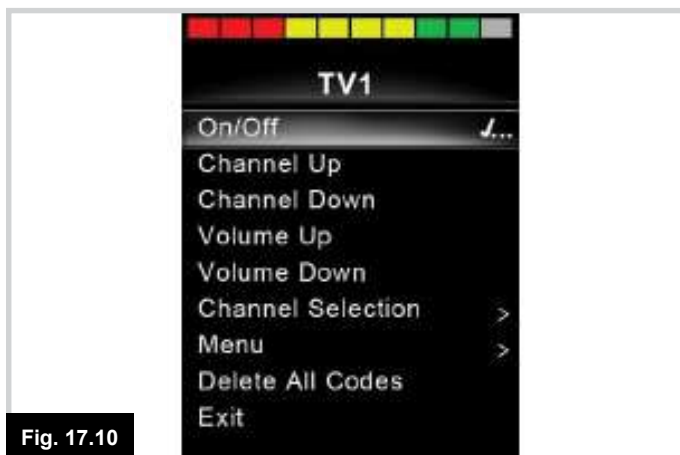 TV1
On/Off √...
Channel Up
Channel Down
Volume Up
Volume Down
Channel Selection >
Menu >
Delete All Codes
Exit
Fig. 17.10